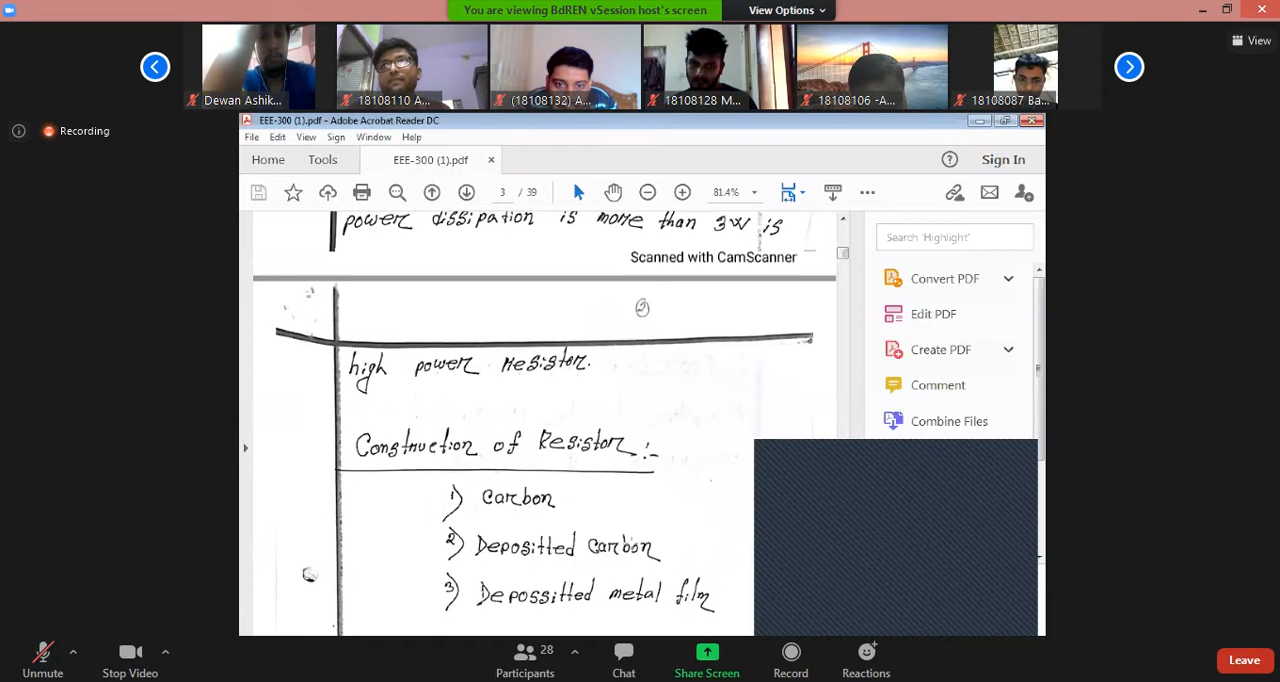 You are viewing BdREN vSession host's screen
View Options
View
Dewan Ashik...
18108110 A...
(18108132) A...
18108128 M...
18108106 -A...
18108087 Ba...
Recording
EEE-300 (1).pdf - Adobe Acrobat Reader DC
File Edit View Sign Window Help
Home Tools EEE-300 (1).pdf × Sign In
3 / 39 81.4%
power dissipation is more than 3W is
Scanned with CamScanner
2
high power resistor.
Construction of Resistor :-
1) carbon
2) Depositted carbon
3) Depossitted metal film
Search 'Highlight'
Convert PDF
Edit PDF
Create PDF
Comment
Combine Files
Unmute
Stop Video
Participants 28
Chat
Share Screen
Record
Reactions
Leave